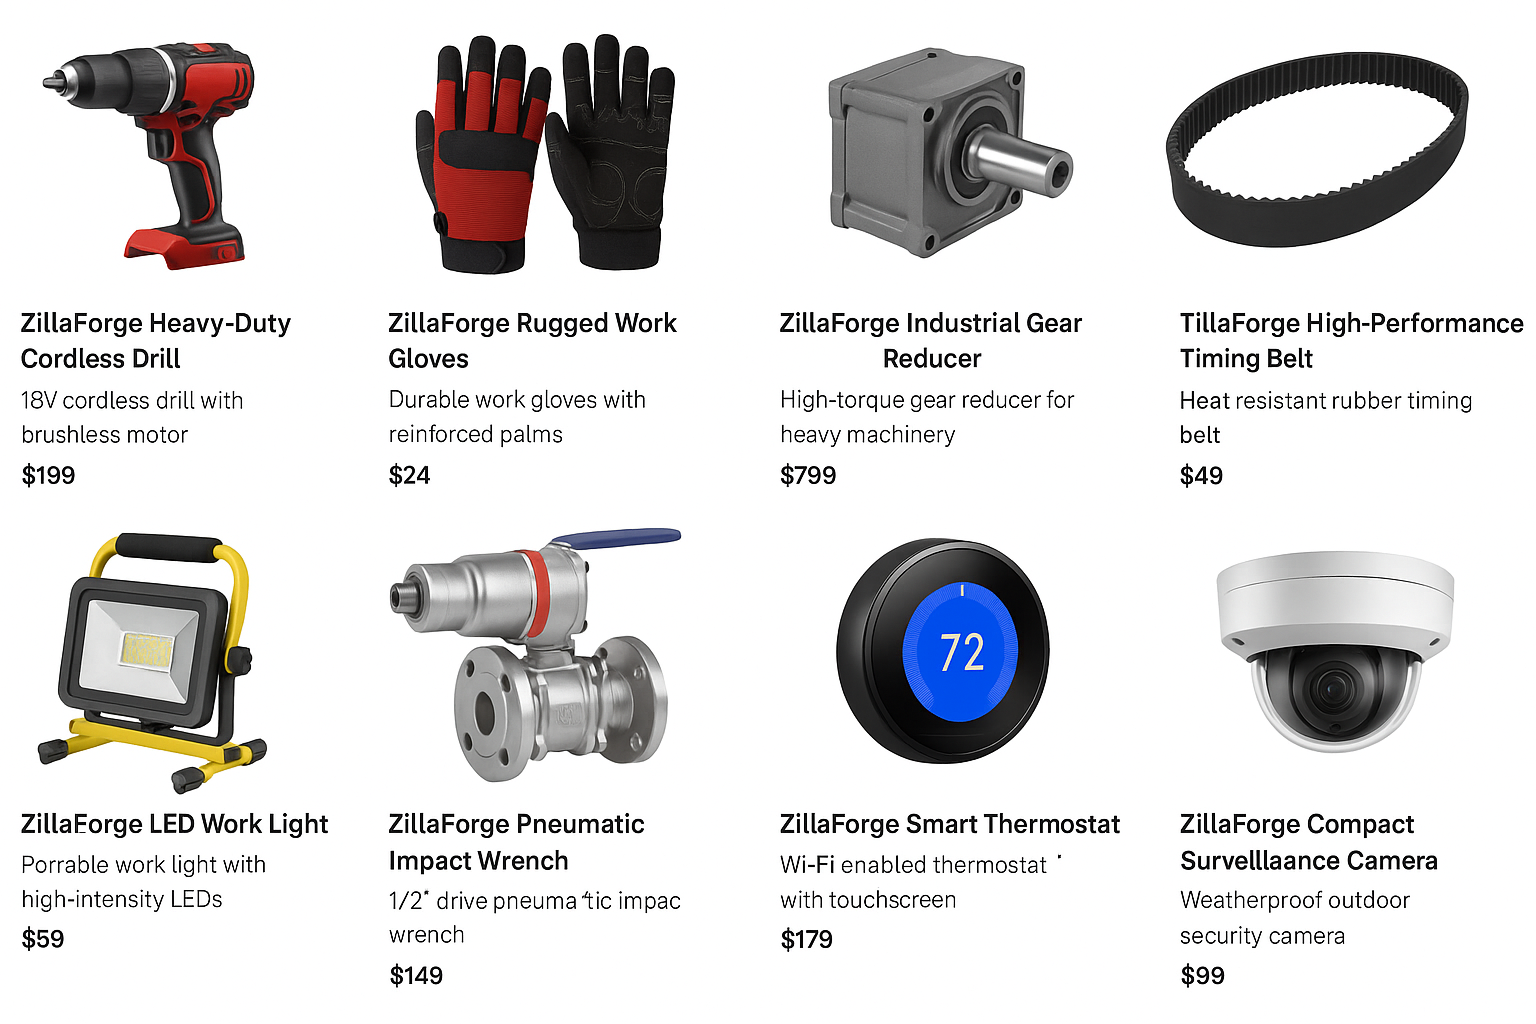 ZillaForge Heavy-Duty
Cordless Drill
18V cordless drill with
brushless motor
$199
ZillaForge Rugged Work
Gloves
Durable work gloves with
reinforced palms
$24
ZillaForge Industrial Gear
Reducer
High-torque gear reducer for
heavy machinery
$799
TillaForge High-Performance
Timing Belt
Heat resistant rubber timing
belt
$49
ZillaForge LED Work Light
Porrable work light with
high-intensity LEDs
$59
ZillaForge Pneumatic
Impact Wrench
1/2" drive pneuma‘tic impac
wrench
$149
72
ZillaForge Smart Thermostat
Wi-Fi enabled thermostat '
with touchscreen
$179
ZillaForge Compact
Survelllaance Camera
Weatherproof outdoor
security camera
$99